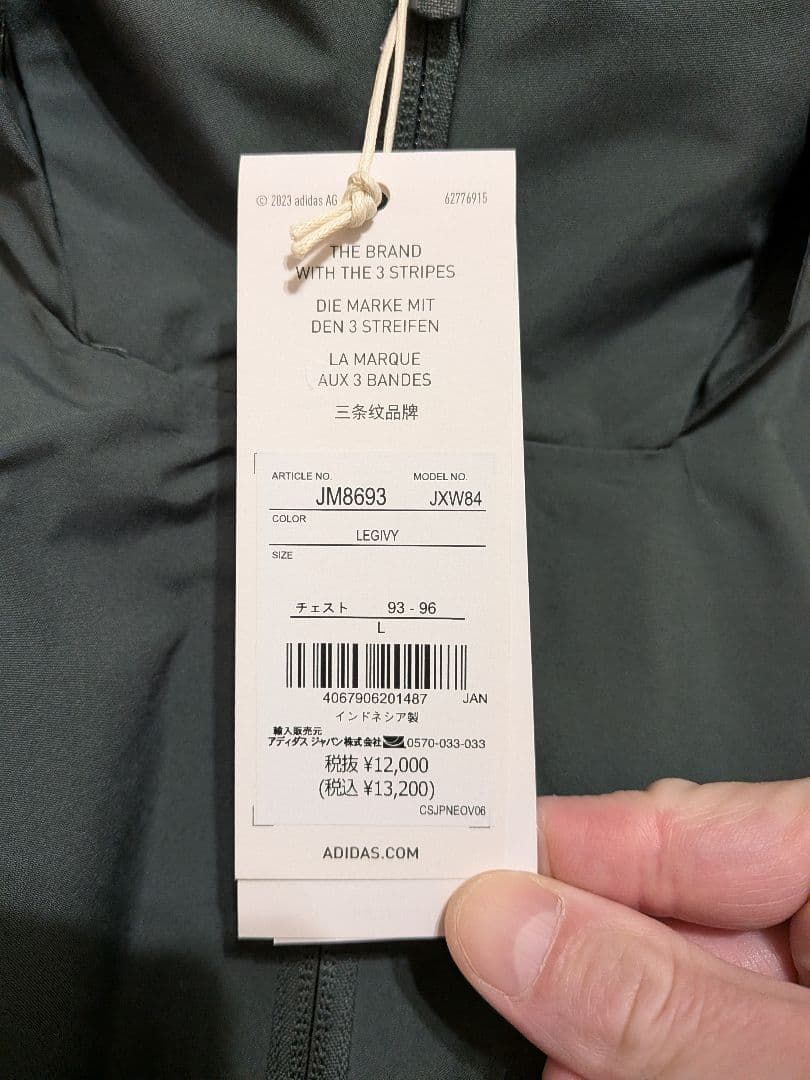 © 2023 adidas AG 62776915
THE BRAND
WITH THE 3 STRIPES
DIE MARKE MIT
DEN 3 STREIFEN
LA MARQUE
AUX 3 BANDES
三条纹品牌
ARTICLE NO. MODEL NO.
JM8693 JXW84
COLOR
LEGIVY
SIZE
チェスト 93 - 96
L
4067906201487 JAN
インドネシア製
輸入販売元
アディダス ジャパン株式会社 0570-033-033
税抜 ¥12,000
(税込 ¥13,200)
CSJPNEOV06
ADIDAS.COM